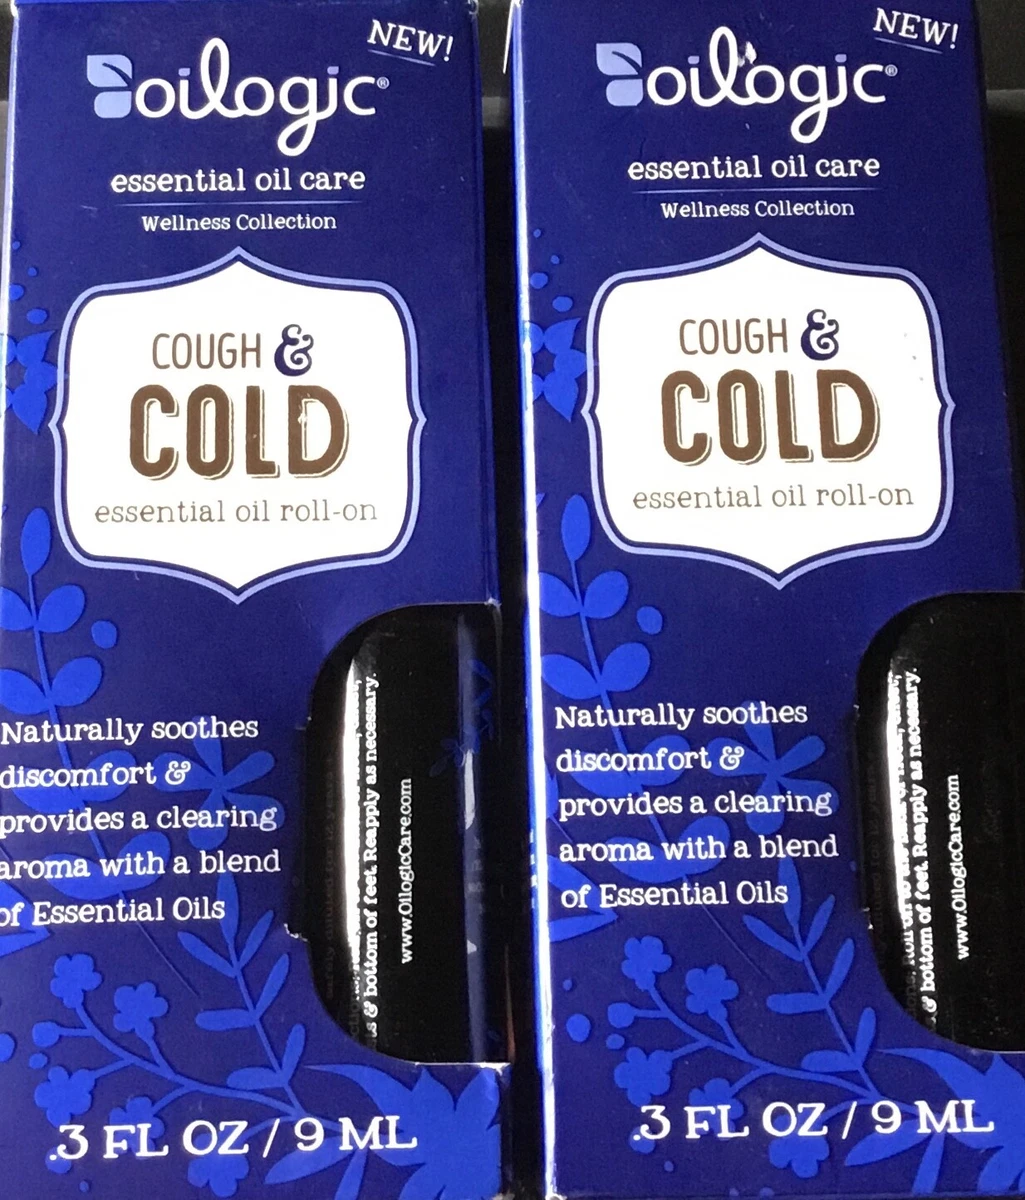 NEW!
oilogic®
essential oil care
Wellness Collection
COUGH &
COLD
essential oil roll-on
Naturally soothes
discomfort &
provides a clearing
aroma with a blend
of Essential Oils
& bottom of feet. Reapply as necessary.
www.OilogicCare.com
.3 FL OZ / 9 ML
NEW!
oilogic®
essential oil care
Wellness Collection
COUGH &
COLD
essential oil roll-on
Naturally soothes
discomfort &
provides a clearing
aroma with a blend
of Essential Oils
& bottom of feet. Reapply as necessary.
www.OilogicCare.com
.3 FL OZ / 9 ML